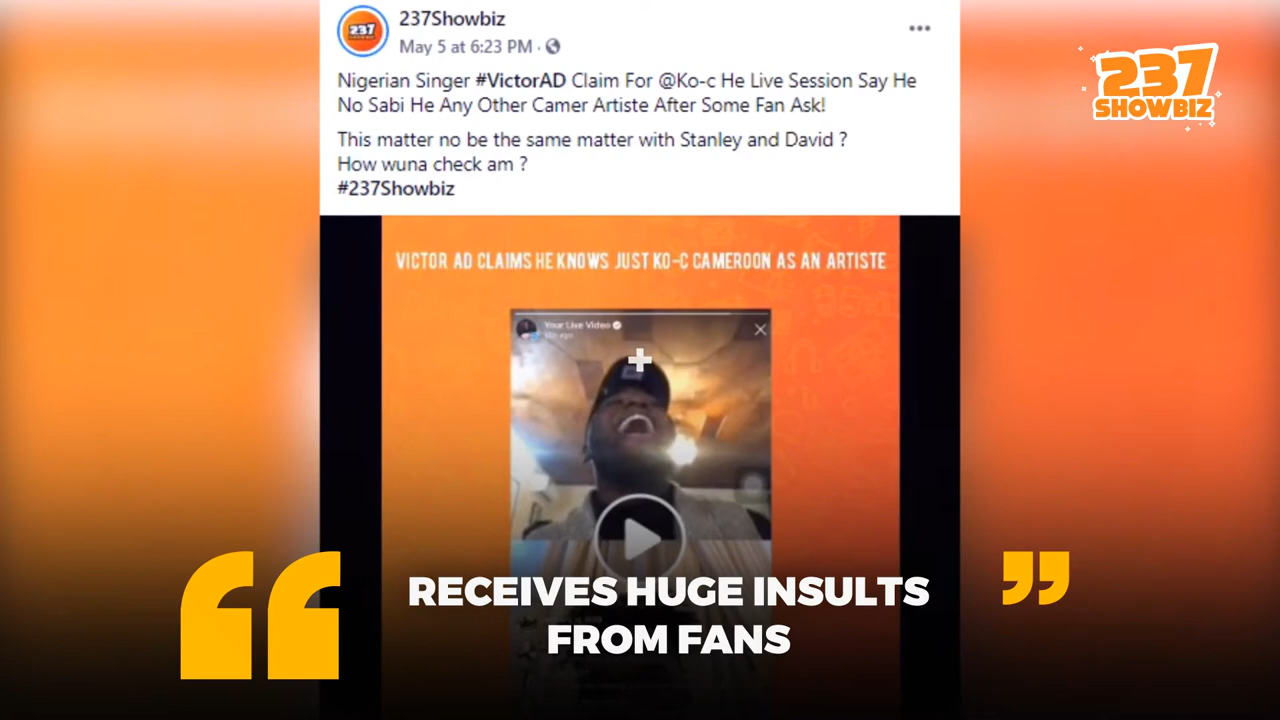 237Showbiz
May 5 at 6:23 PM ·
Nigerian Singer #VictorAD Claim For @Ko-c He Live Session Say He
No Sabi He Any Other Camer Artiste After Some Fan Ask!
This matter no be the same matter with Stanley and David ?
How wuna check am ?
#237Showbiz
237
SHOWBIZ
VICTOR AD CLAIMS HE KNOWS JUST KO-C CAMEROON AS AN ARTISTE
Your Live Video
“ RECEIVES HUGE INSULTS ”
FROM FANS